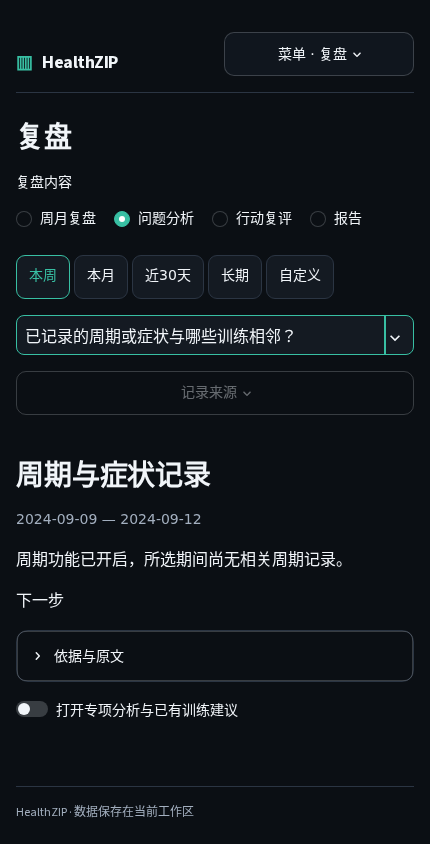 HealthZIP
菜单 · 复盘
复盘
复盘内容
周月复盘 问题分析 行动复评 报告
本周 本月 近30天 长期 自定义
已记录的周期或症状与哪些训练相邻？
记录来源
周期与症状记录
2024-09-09 — 2024-09-12
周期功能已开启，所选期间尚无相关周期记录。
下一步
依据与原文
打开专项分析与已有训练建议
HealthZIP · 数据保存在当前工作区